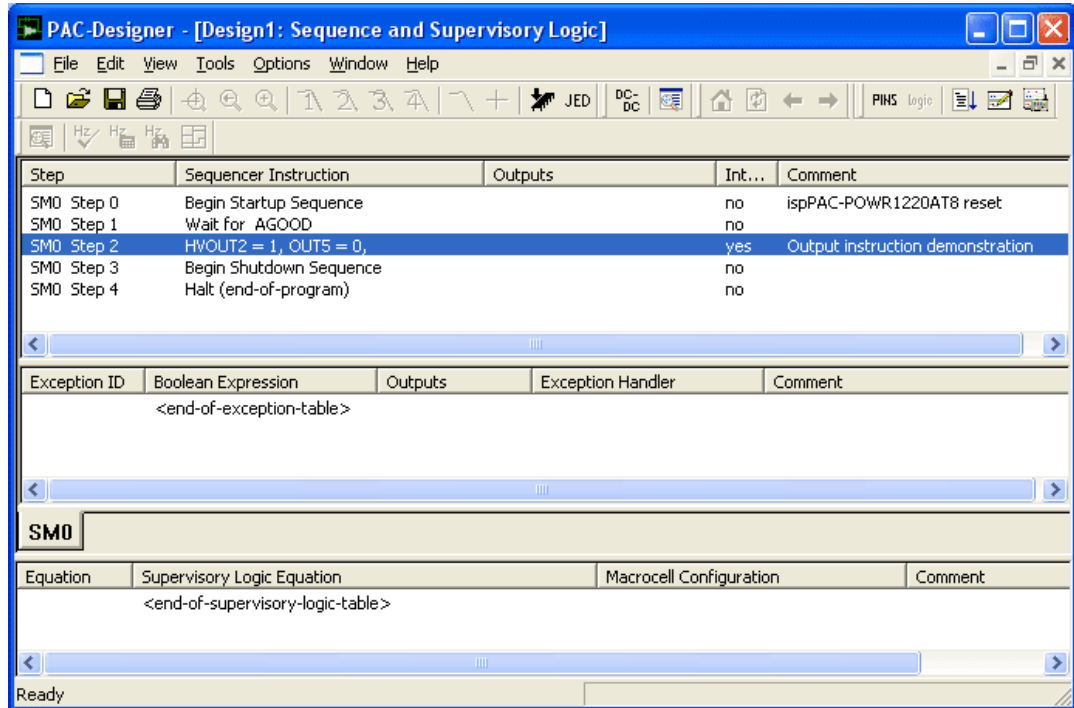 PAC-Designer - [Design1: Sequence and Supervisory Logic]
File Edit View Tools Options Window Help
JED DC-DC PINS logic
Hz Hz Hz
Step Sequencer Instruction Outputs Int... Comment
SM0 Step 0 Begin Startup Sequence no ispPAC-POWR1220AT8 reset
SM0 Step 1 Wait for AGOOD no
SM0 Step 2 HVOUT2 = 1, OUT5 = 0, yes Output instruction demonstration
SM0 Step 3 Begin Shutdown Sequence no
SM0 Step 4 Halt (end-of-program) no
Exception ID Boolean Expression Outputs Exception Handler Comment
<end-of-exception-table>
SM0
Equation Supervisory Logic Equation Macrocell Configuration Comment
<end-of-supervisory-logic-table>
Ready